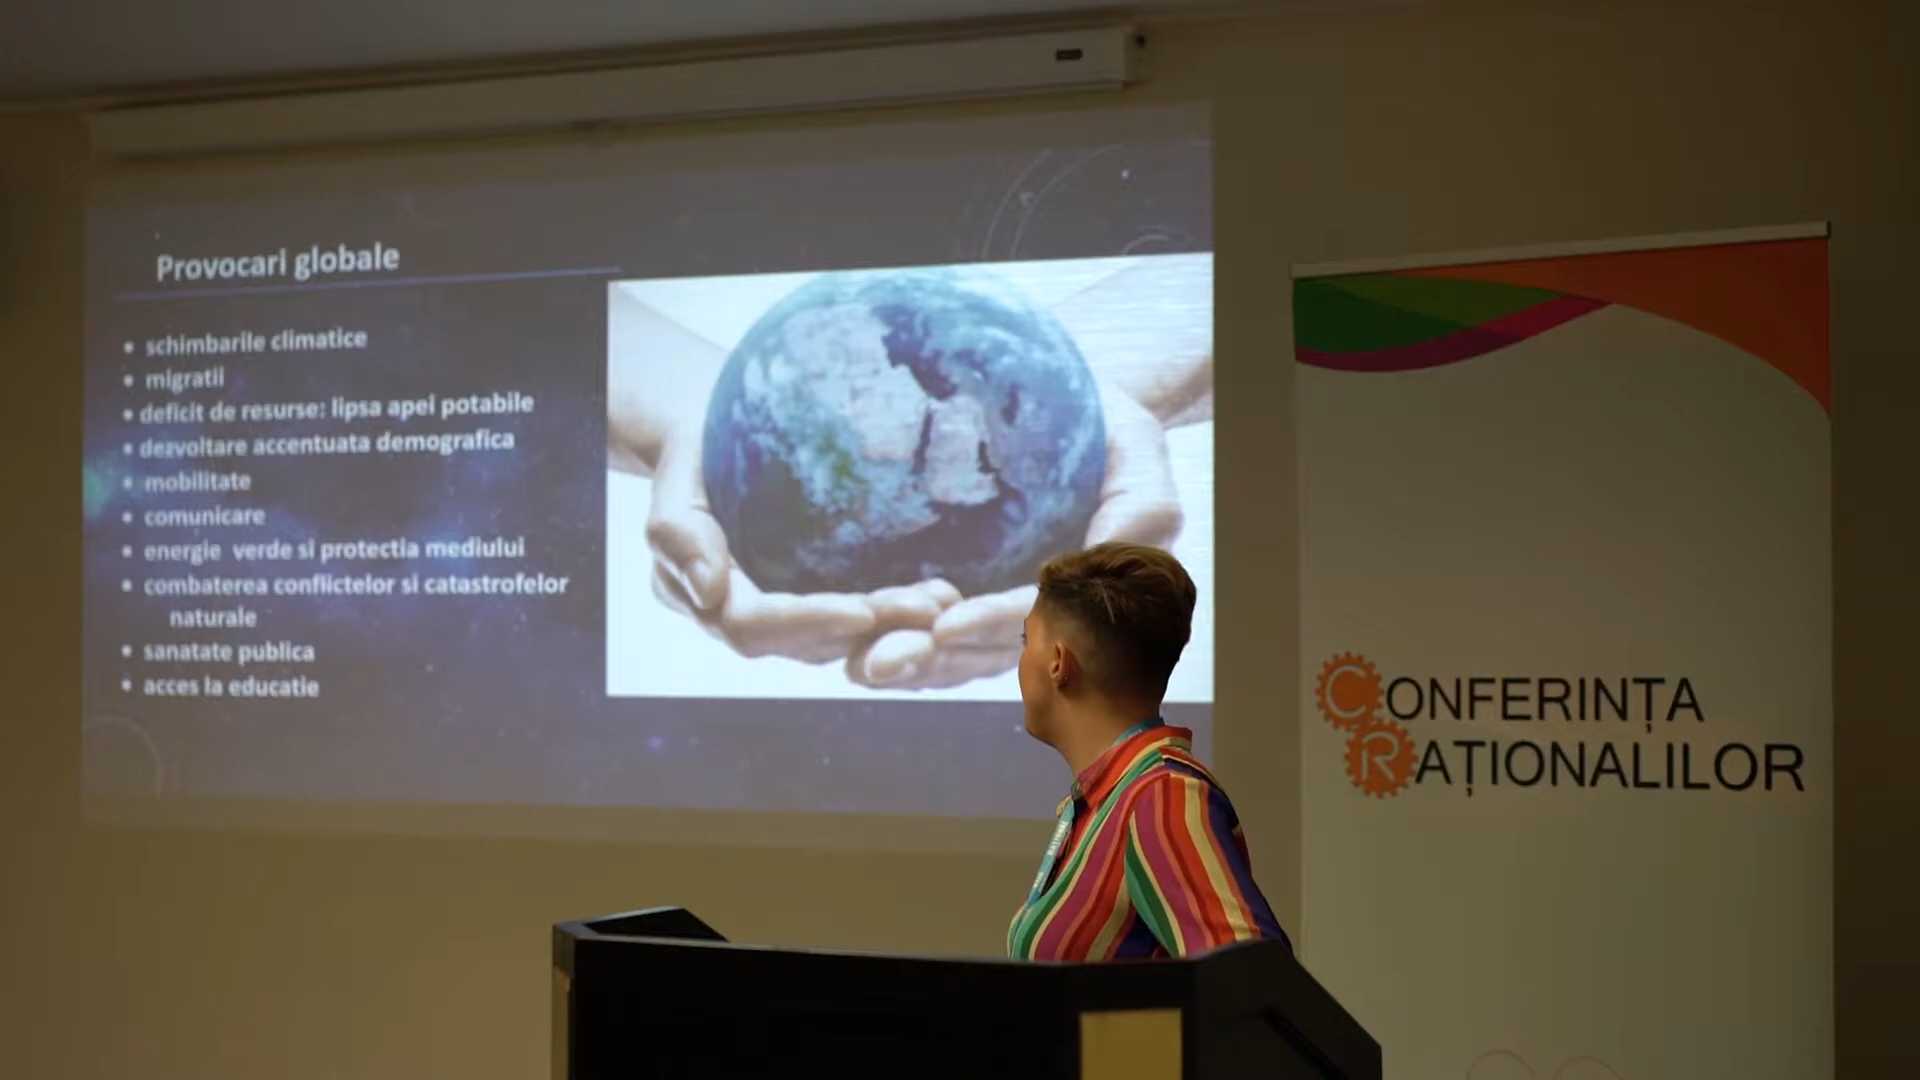 Provocari globale
• schimbarile climatice
• migratii
• deficit de resurse: lipsa apei potabile
• dezvoltare accentuata demografica
• mobilitate
• comunicare
• energie verde si protectia mediului
• combaterea conflictelor si catastrofelor
naturale
• sanatate publica
• acces la educatie
CONFERINȚA
RAȚIONALILOR